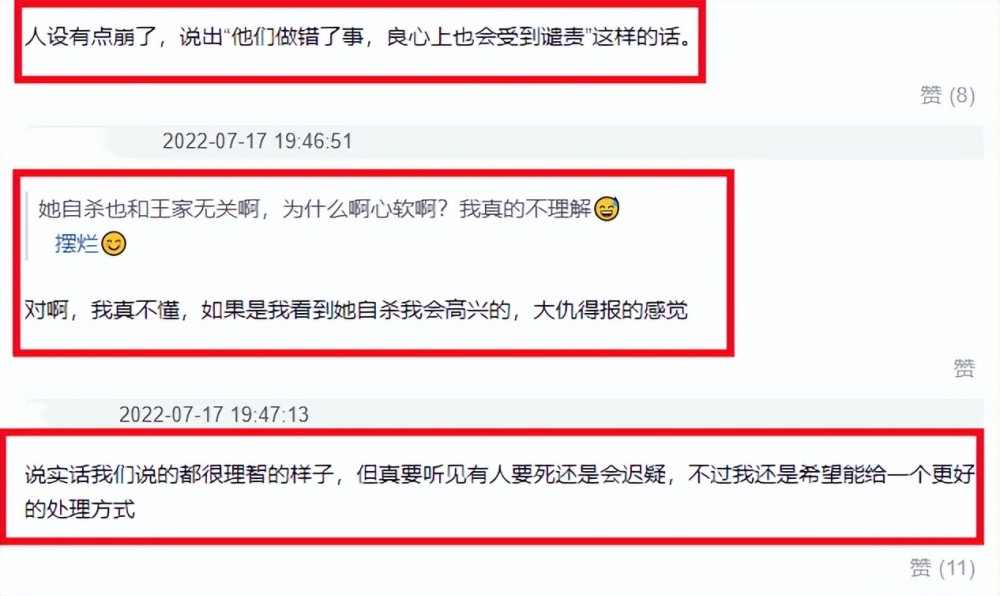 人设有点崩了，说出“他们做错了事，良心上也会受到谴责”这样的话。
赞 (8)
2022-07-17 19:46:51
她自杀也和王家无关啊，为什么啊心软啊？我真的不理解😅
摆烂😊
对啊，我真不懂，如果是我看到她自杀我会高兴的，大仇得报的感觉
赞
2022-07-17 19:47:13
说实话我们说的都很理智的样子，但真要听见有人要死还是会迟疑，不过我还是希望能给一个更好
的处理方式
赞 (11)